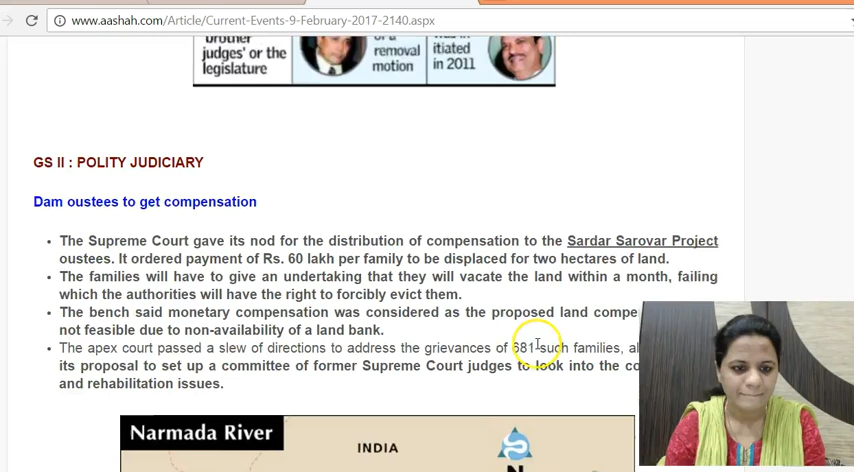 www.aashah.com/Article/Current-Events-9-February-2017-2140.aspx
brother
judges' or the
legislature
of a
removal
motion
was in
itiated
in 2011
GS II : POLITY JUDICIARY
Dam oustees to get compensation
• The Supreme Court gave its nod for the distribution of compensation to the Sardar Sarovar Project
oustees. It ordered payment of Rs. 60 lakh per family to be displaced for two hectares of land.
• The families will have to give an undertaking that they will vacate the land within a month, failing
which the authorities will have the right to forcibly evict them.
• The bench said monetary compensation was considered as the proposed land compe
not feasible due to non-availability of a land bank.
• The apex court passed a slew of directions to address the grievances of 681 such families, al
its proposal to set up a committee of former Supreme Court judges to look into the co
and rehabilitation issues.
Narmada River
INDIA
N